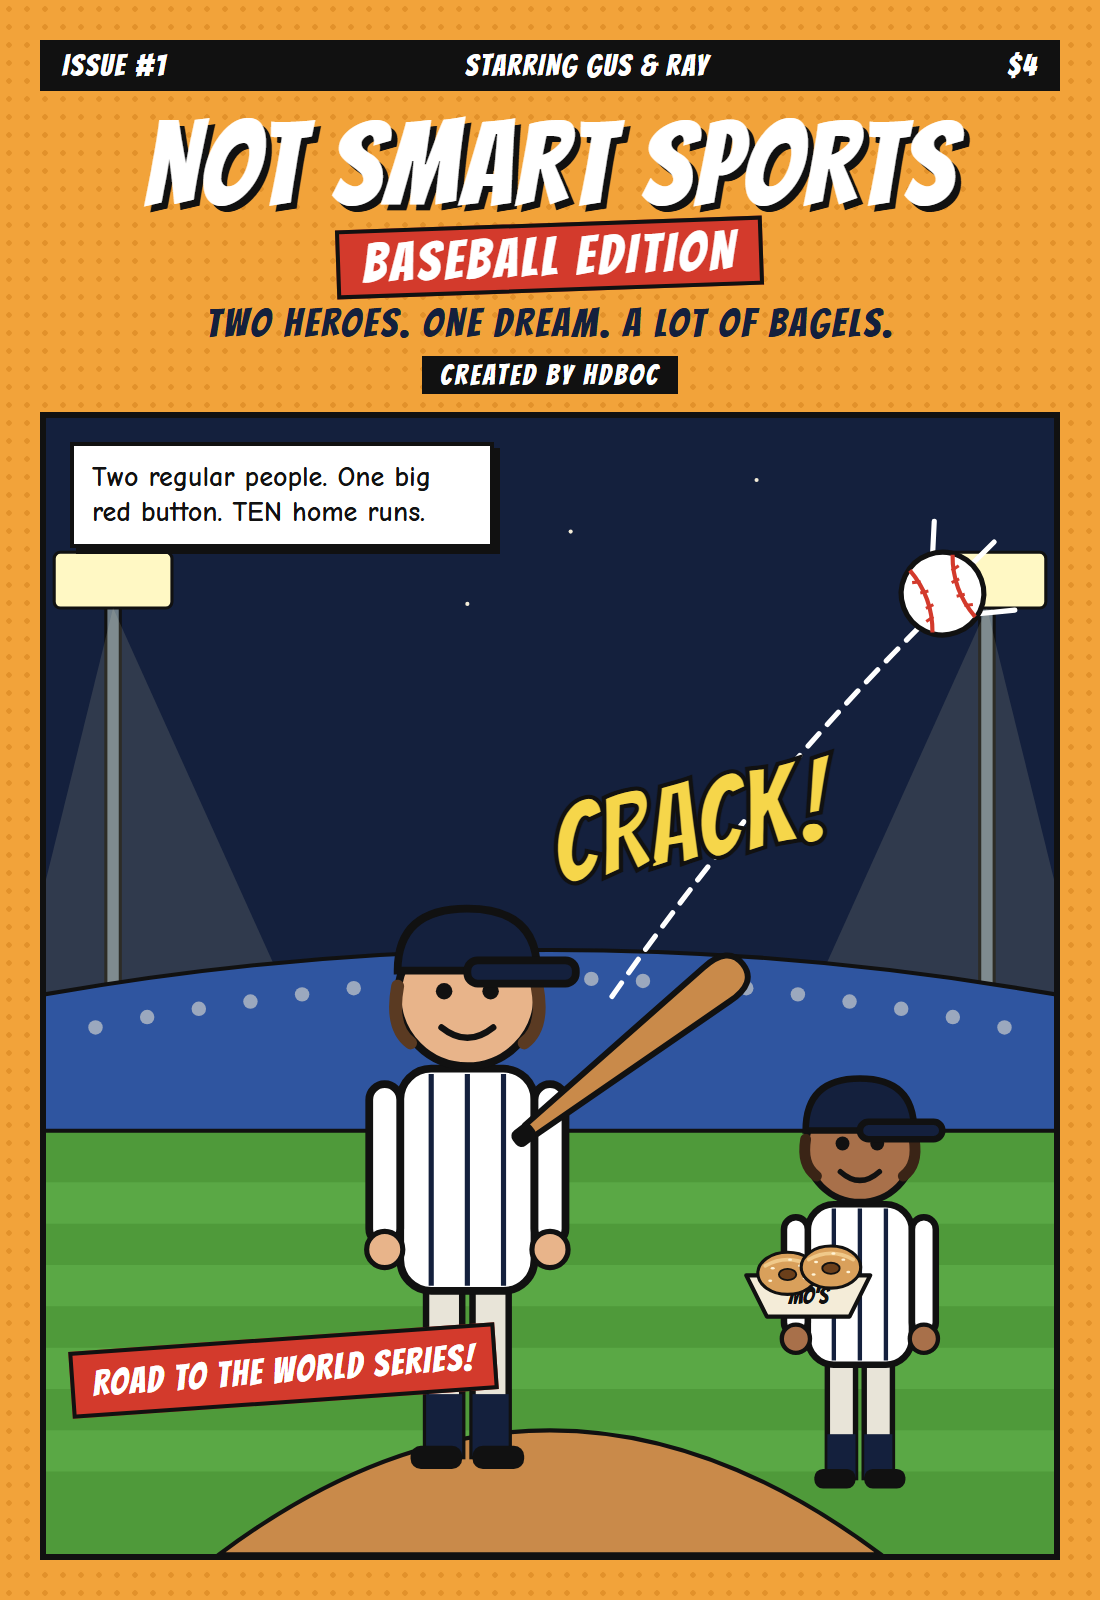 ISSUE #1
STARRING GUS & RAY
$4
NOT SMART SPORTS
BASEBALL EDITION
TWO HEROES. ONE DREAM. A LOT OF BAGELS.
CREATED BY HDBOC
Two regular people. One big
red button. TEN home runs.
CRACK!
MO'S
ROAD TO THE WORLD SERIES!